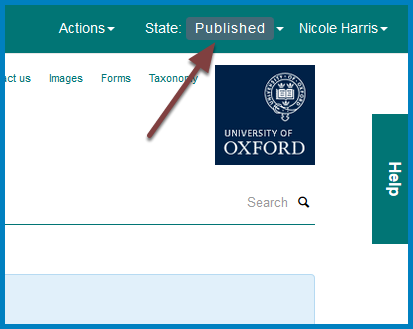 Actions State: Published Nicole Harris
act us Images Forms Taxonomy
UNIVERSITY OF
OXFORD
Search
Help